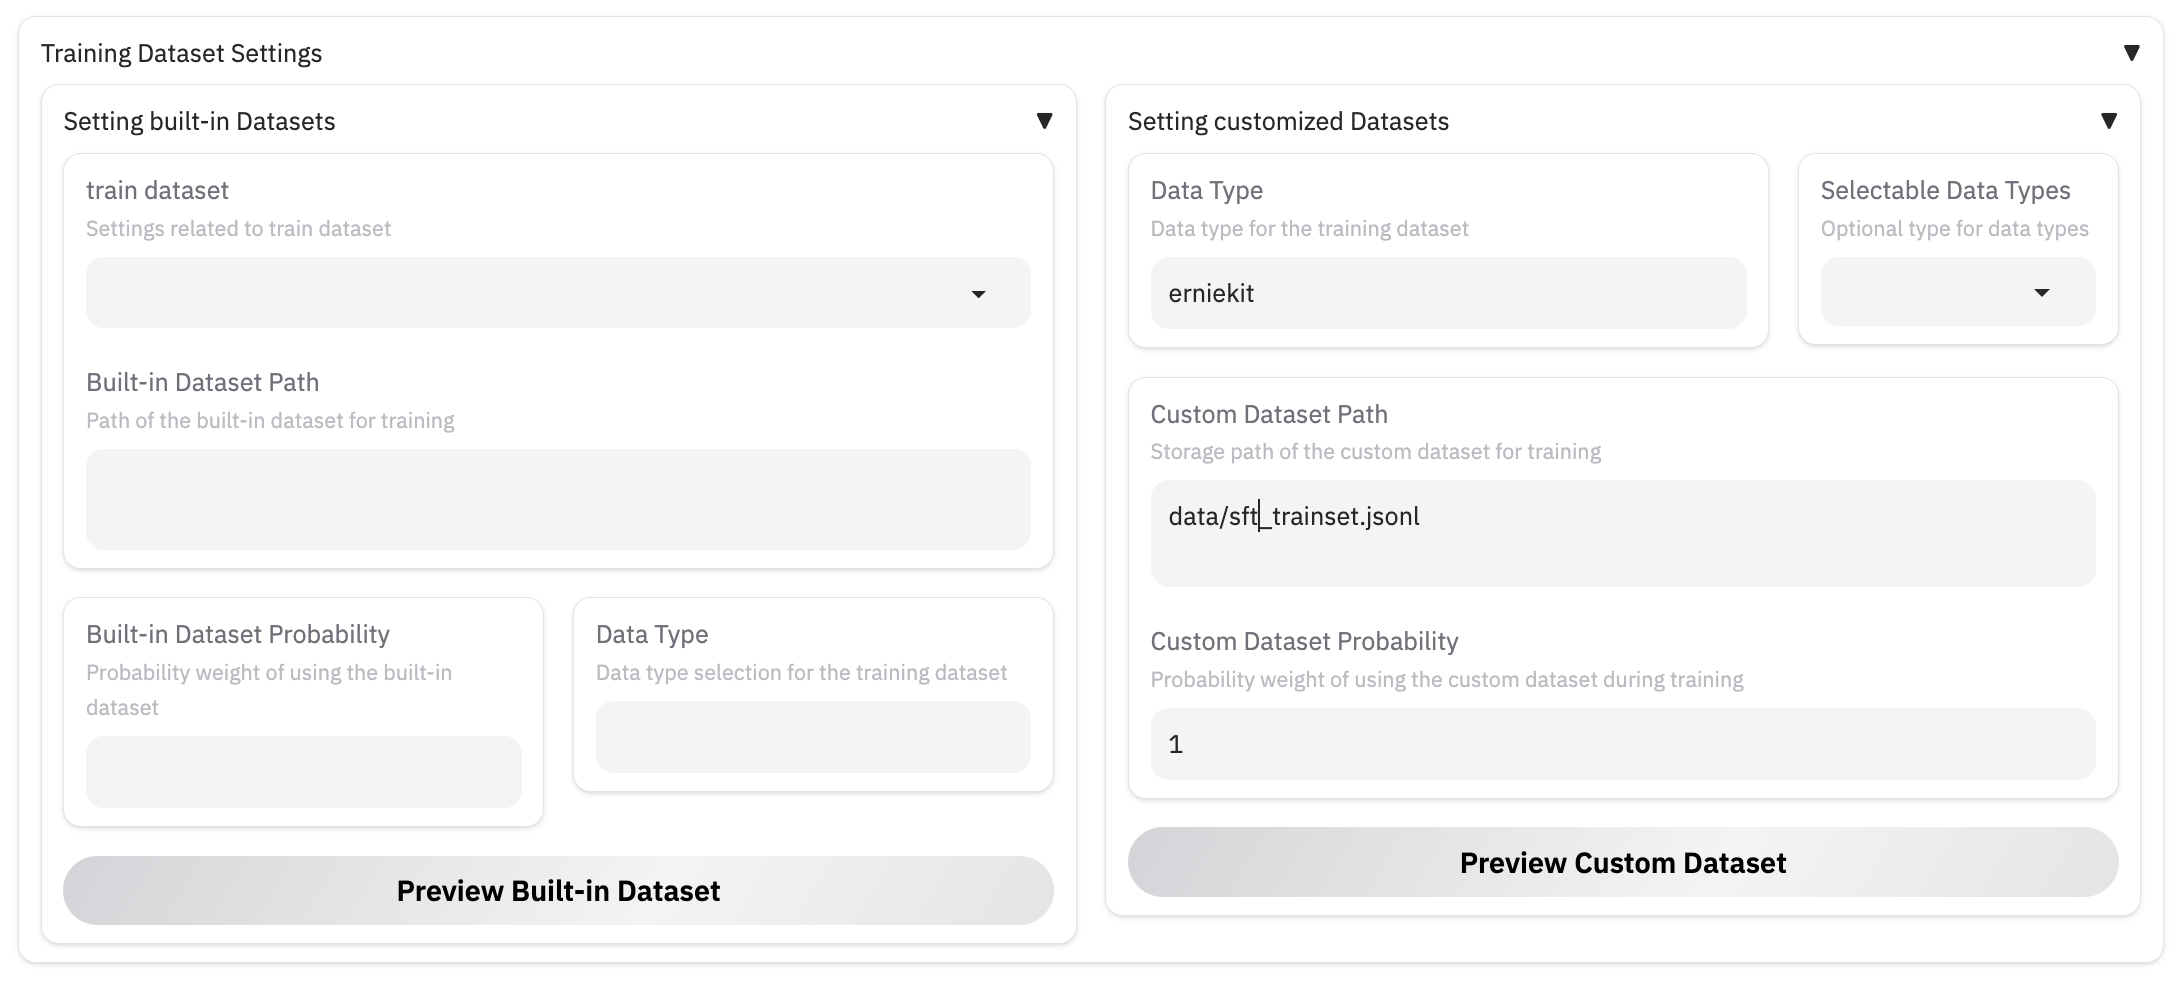 Training Dataset Settings
Setting built-in Datasets
train dataset
Settings related to train dataset
Built-in Dataset Path
Path of the built-in dataset for training
Built-in Dataset Probability
Probability weight of using the built-in
dataset
Data Type
Data type selection for the training dataset
Preview Built-in Dataset
Setting customized Datasets
Data Type
Data type for the training dataset
erniekit
Selectable Data Types
Optional type for data types
Custom Dataset Path
Storage path of the custom dataset for training
data/sft_trainset.jsonl
Custom Dataset Probability
Probability weight of using the custom dataset during training
1
Preview Custom Dataset